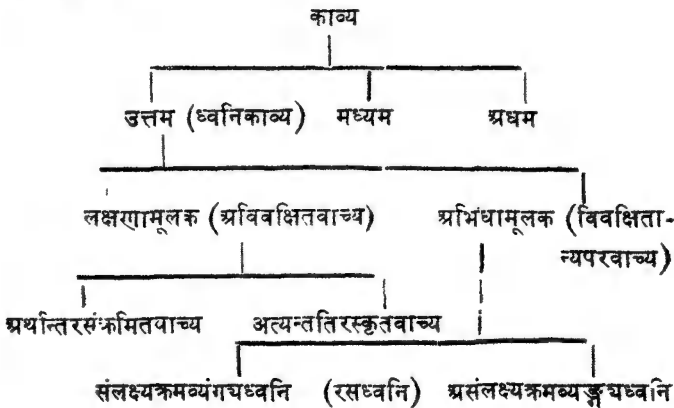 काव्य
उत्तम (ध्वनिकाव्य) मध्यम अधम
लक्षणामूलक (अविवक्षितवाच्य) अभिधामूलक (विवक्षिता-
न्यपरवाच्य)
अर्थान्तरसंक्रमितवाच्य अत्यन्ततिरस्कृतवाच्य
संलक्ष्यक्रमव्यंग्यध्वनि (रसध्वनि) असंलक्ष्यक्रमव्यङ्ग्यध्वनि